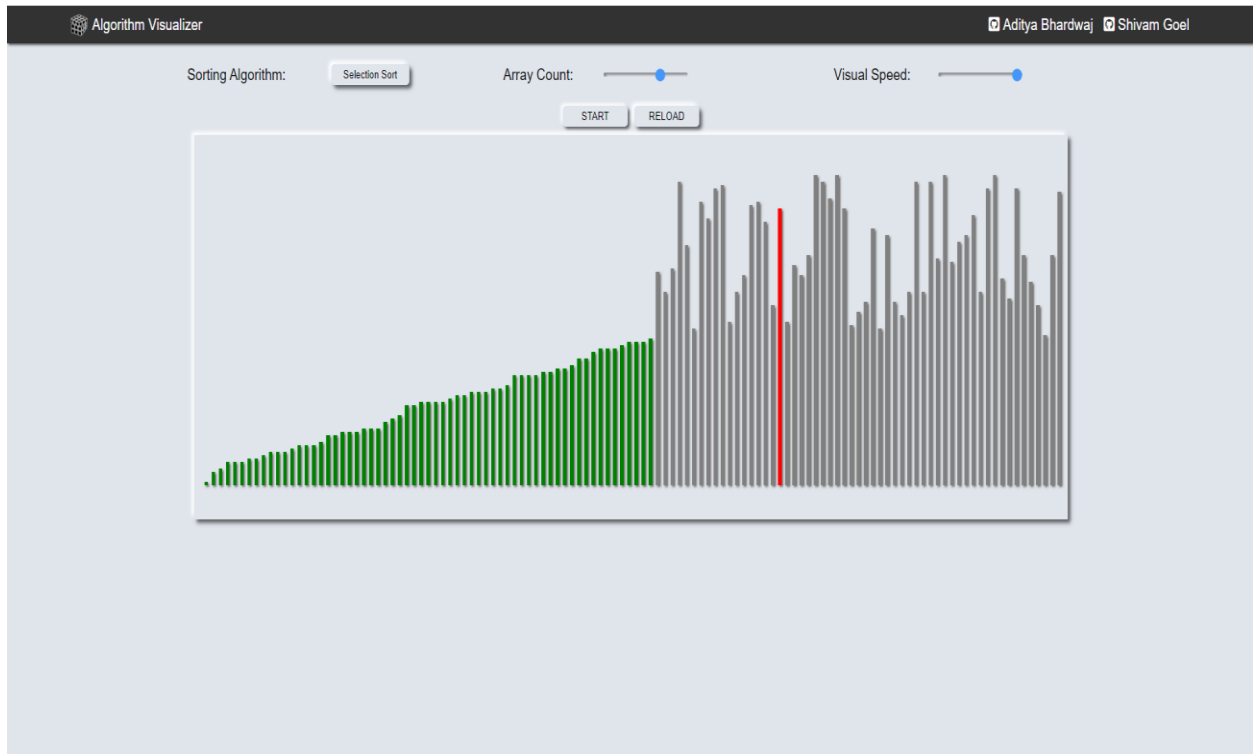 Algorithm Visualizer Aditya Bhardwaj Shivam Goel
Sorting Algorithm: Selection Sort Array Count: Visual Speed:
START RELOAD